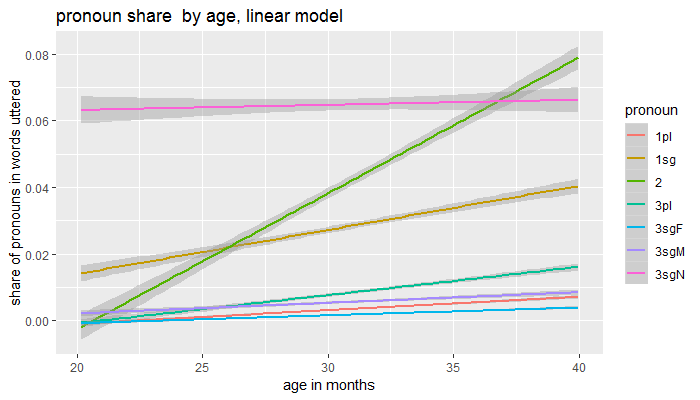 pronoun share  by age, linear model
share of pronouns in words uttered
0.08
0.06
0.04
0.02
0.00
20
25
30
35
40
age in months
pronoun
1pl
1sg
2
3pl
3sgF
3sgM
3sgN